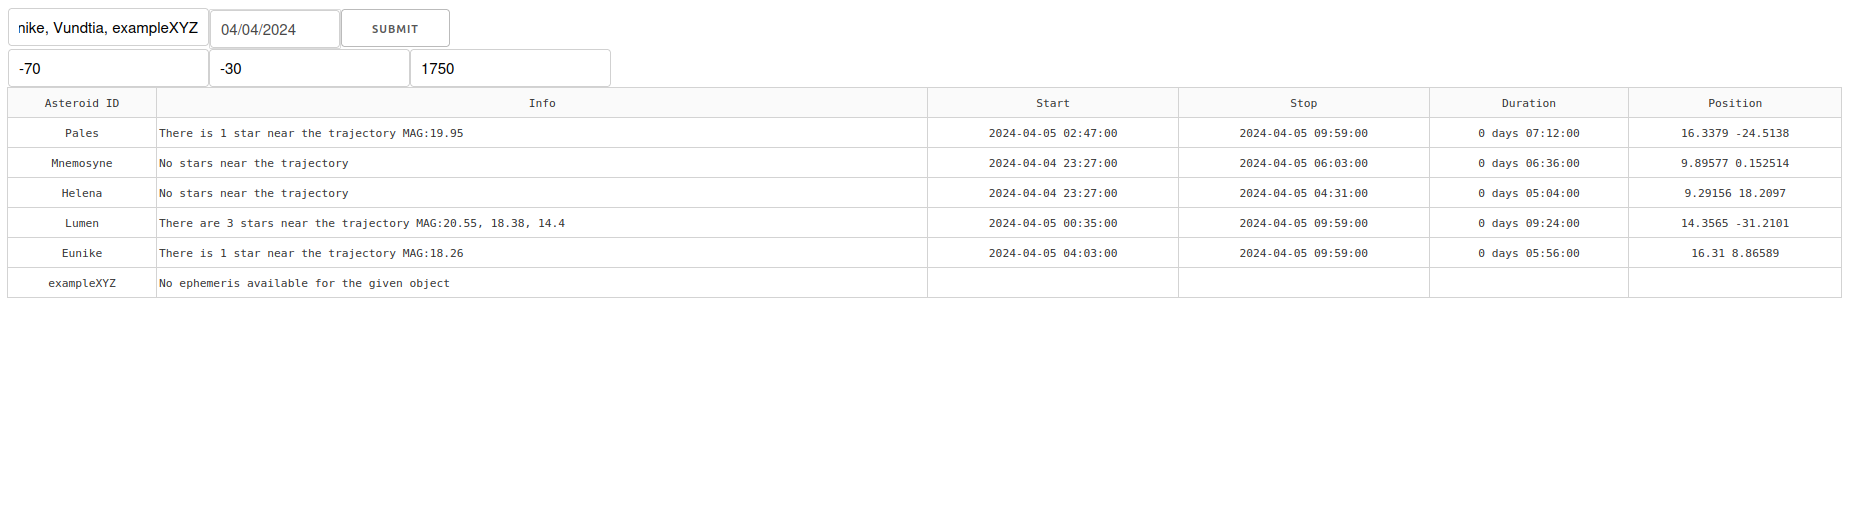 nike, Vundtia, exampleXYZ 04/04/2024 SUBMIT
-70 -30 1750
Asteroid ID Info Start Stop Duration Position
Pales There is 1 star near the trajectory MAG:19.95 2024-04-05 02:47:00 2024-04-05 09:59:00 0 days 07:12:00 16.3379 -24.5138
Mnemosyne No stars near the trajectory 2024-04-04 23:27:00 2024-04-05 06:03:00 0 days 06:36:00 9.89577 0.152514
Helena No stars near the trajectory 2024-04-04 23:27:00 2024-04-05 04:31:00 0 days 05:04:00 9.29156 18.2097
Lumen There are 3 stars near the trajectory MAG:20.55, 18.38, 14.4 2024-04-05 00:35:00 2024-04-05 09:59:00 0 days 09:24:00 14.3565 -31.2101
Eunike There is 1 star near the trajectory MAG:18.26 2024-04-05 04:03:00 2024-04-05 09:59:00 0 days 05:56:00 16.31 8.86589
exampleXYZ No ephemeris available for the given object